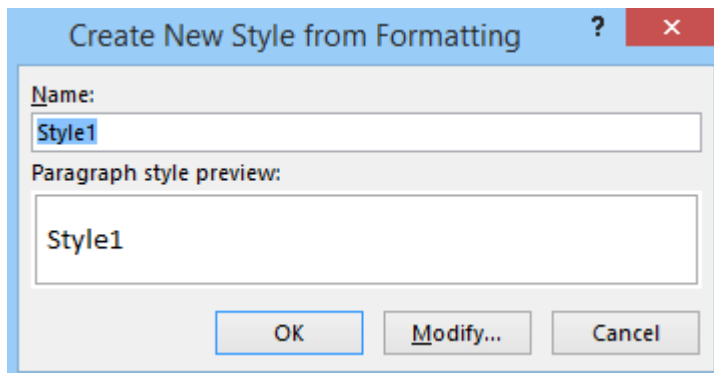 Create New Style from Formatting ? ×
Name:
Style1
Paragraph style preview:
Style1
OK Modify... Cancel